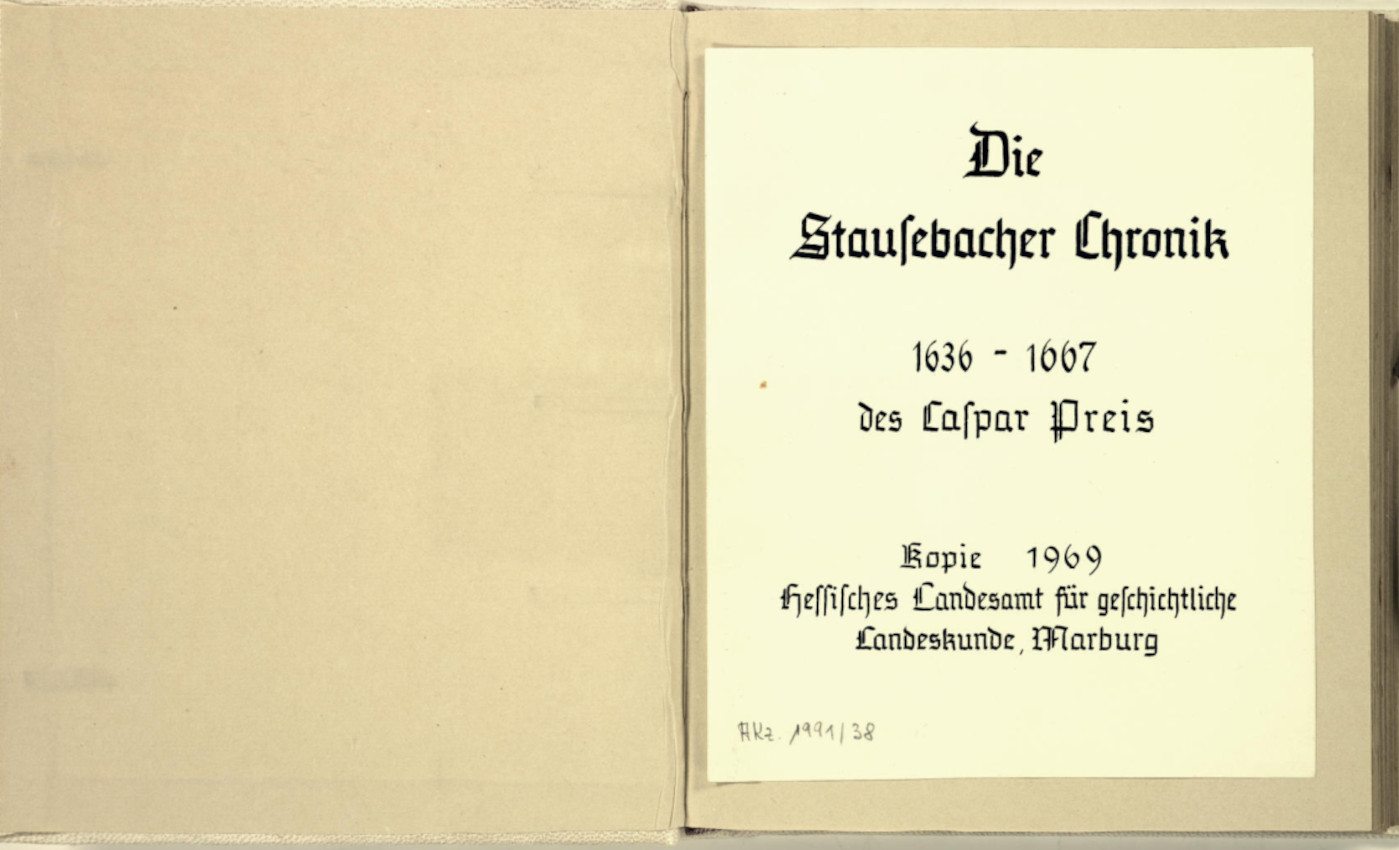 Die
Stauſebacher Chronik
1636 - 1667
des Caſpar Preis
Kopie 1969
Heſſiſches Landesamt für geſchichtliche
Landeskunde, Marburg
AKz. 1991/38